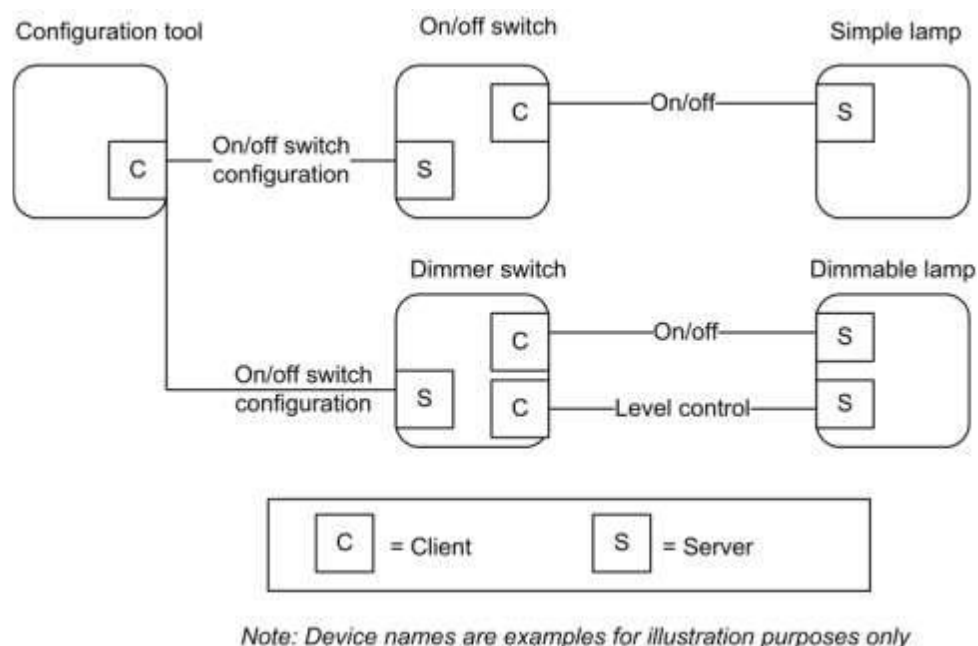 Configuration tool
On/off switch
Simple lamp
C
S
On/off
S
C
On/off switch
configuration
S
Dimmer switch
Dimmable lamp
C
On/off
S
On/off switch
configuration
S
C
Level control
S
C = Client
S = Server
Note: Device names are examples for illustration purposes only